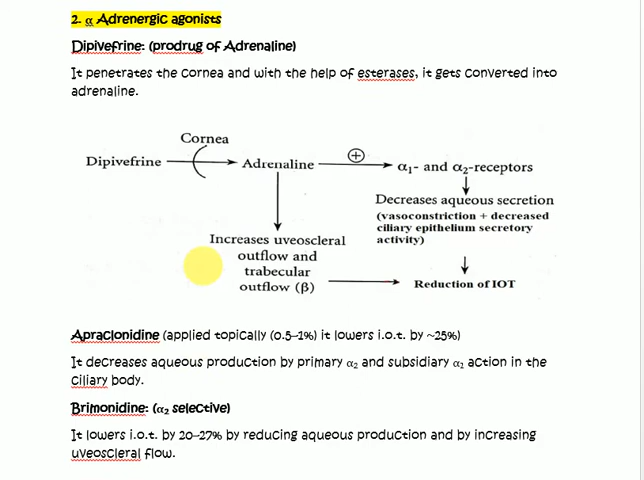 2. α Adrenergic agonists
Dipivefrine: (prodrug of Adrenaline)
It penetrates the cornea and with the help of esterases, it gets converted into
adrenaline.
Cornea
Dipivefrine
Adrenaline
+
α1- and α2-receptors
Decreases aqueous secretion
(vasoconstriction + decreased
ciliary epithelium secretory
activity)
Increases uveoscleral
outflow and
trabecular
outflow (β)
Reduction of IOT
Apraclonidine (applied topically (0.5–1%) it lowers i.o.t. by ~25%)
It decreases aqueous production by primary α2 and subsidiary α1 action in the
ciliary body.
Brimonidine: (α2 selective)
It lowers i.o.t. by 20–27% by reducing aqueous production and by increasing
uveoscleral flow.